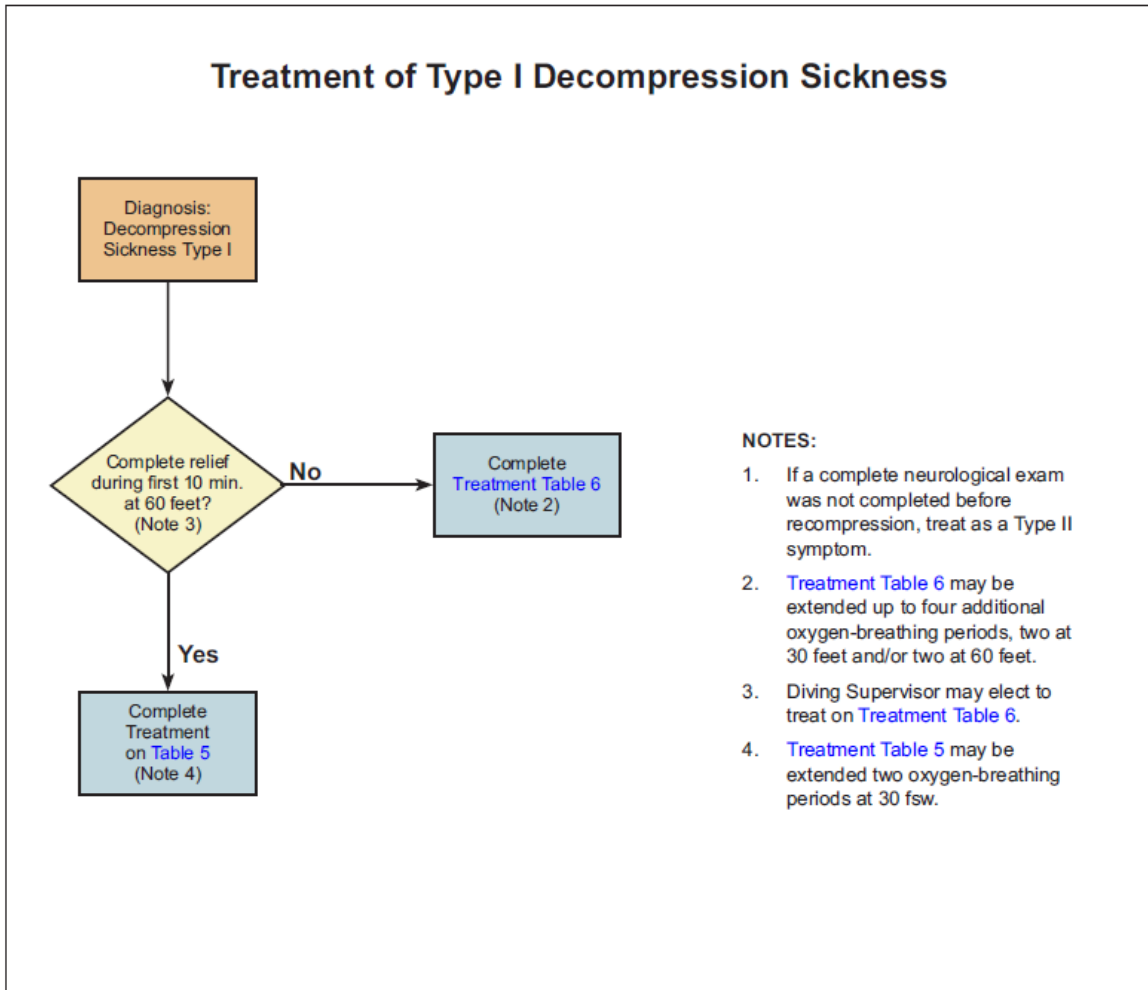 Treatment of Type I Decompression Sickness
Diagnosis:
Decompression
Sickness Type I
Complete relief
during first 10 min.
at 60 feet?
(Note 3)
No
Complete
Treatment Table 6
(Note 2)
Yes
Complete
Treatment
on Table 5
(Note 4)
NOTES:
1. If a complete neurological exam
was not completed before
recompression, treat as a Type II
symptom.
2. Treatment Table 6 may be
extended up to four additional
oxygen-breathing periods, two at
30 feet and/or two at 60 feet.
3. Diving Supervisor may elect to
treat on Treatment Table 6.
4. Treatment Table 5 may be
extended two oxygen-breathing
periods at 30 fsw.